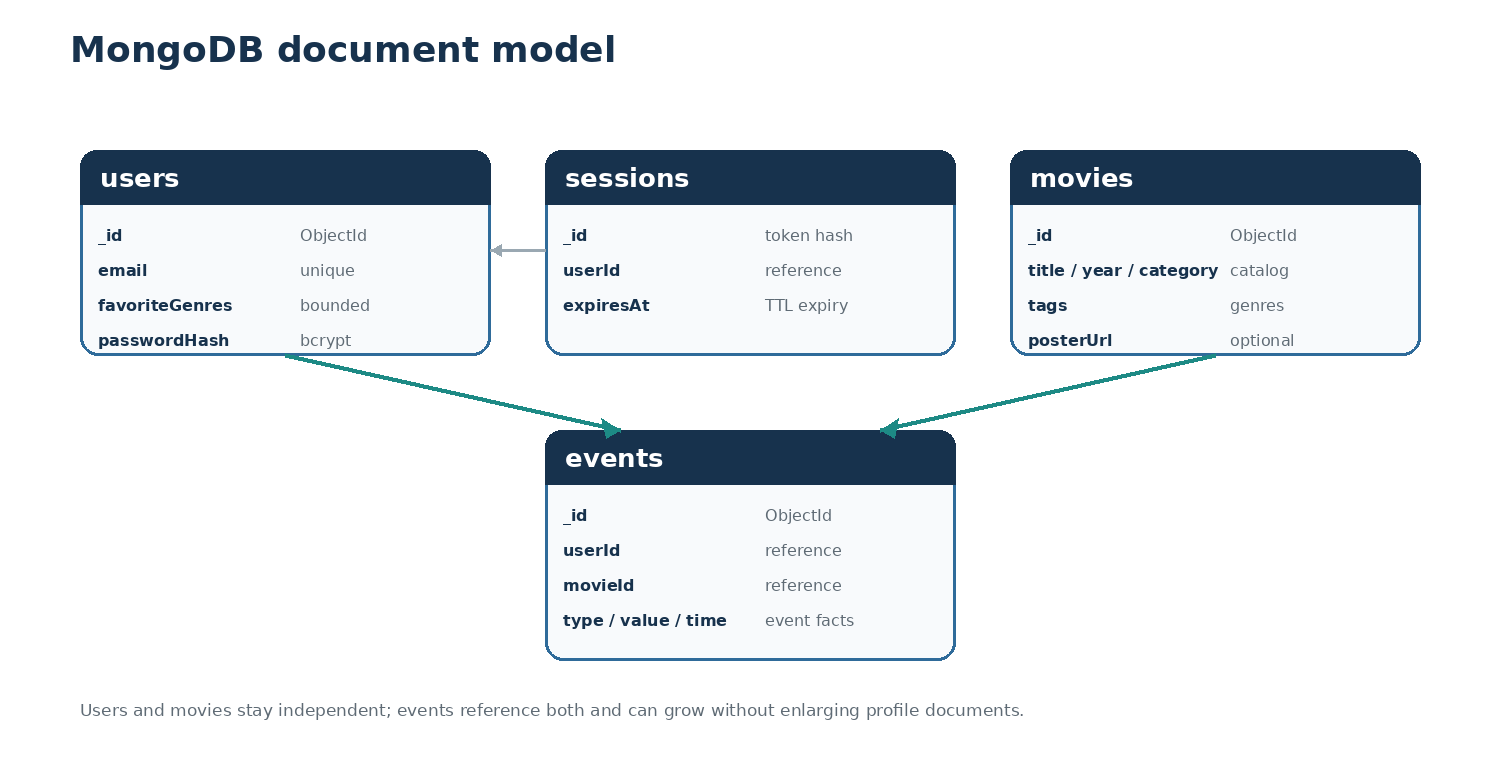 MongoDB document model
users
_id ObjectId
email unique
favoriteGenres bounded
passwordHash bcrypt
sessions
_id token hash
userId reference
expiresAt TTL expiry
movies
_id ObjectId
title / year / category catalog
tags genres
posterUrl optional
events
_id ObjectId
userId reference
movieId reference
type / value / time event facts
Users and movies stay independent; events reference both and can grow without enlarging profile documents.